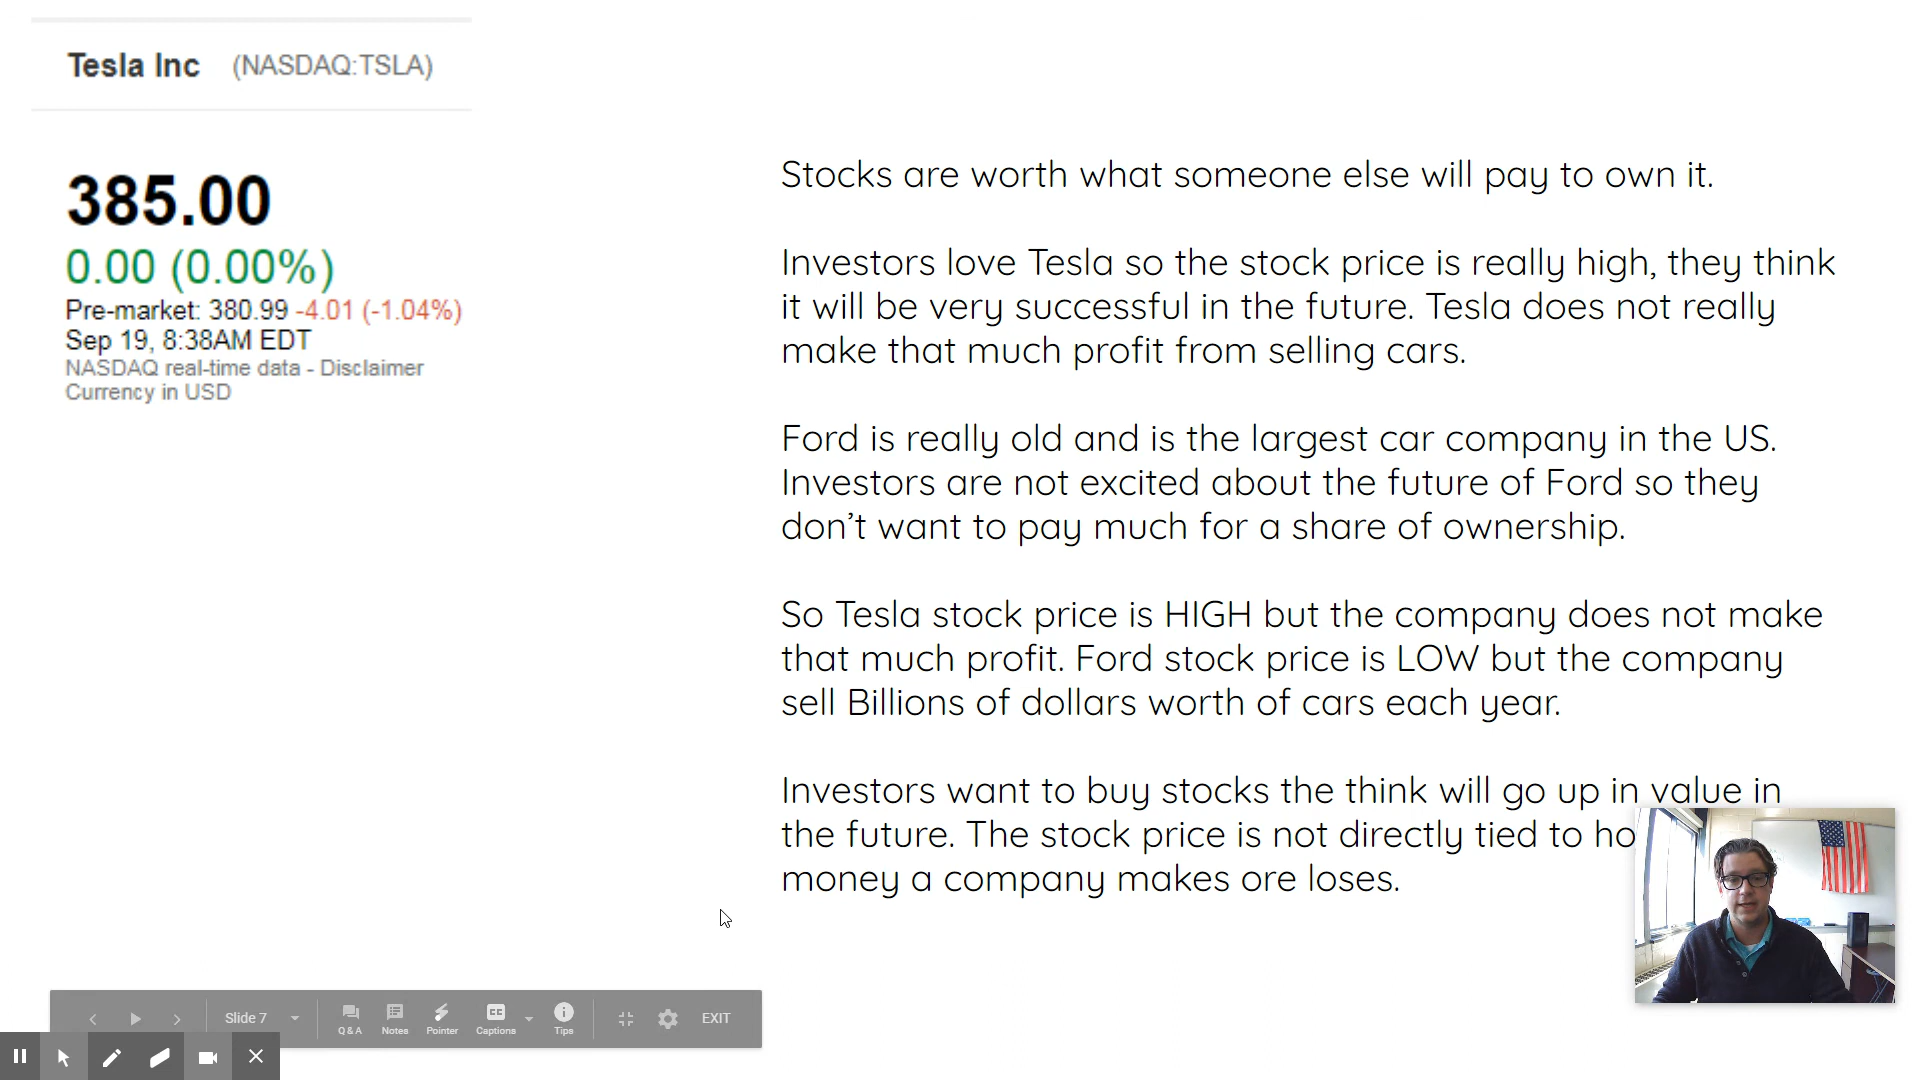 Tesla Inc (NASDAQ:TSLA)
385.00
0.00 (0.00%)
Pre-market: 380.99 -4.01 (-1.04%)
Sep 19, 8:38AM EDT
NASDAQ real-time data - Disclaimer
Currency in USD
Stocks are worth what someone else will pay to own it.
Investors love Tesla so the stock price is really high, they think
it will be very successful in the future. Tesla does not really
make that much profit from selling cars.
Ford is really old and is the largest car company in the US.
Investors are not excited about the future of Ford so they
don’t want to pay much for a share of ownership.
So Tesla stock price is HIGH but the company does not make
that much profit. Ford stock price is LOW but the company
sell Billions of dollars worth of cars each year.
Investors want to buy stocks the think will go up in value in
the future. The stock price is not directly tied to ho
money a company makes ore loses.
Slide 7
Q & A
Notes
Pointer
CC
Captions
Tips
EXIT